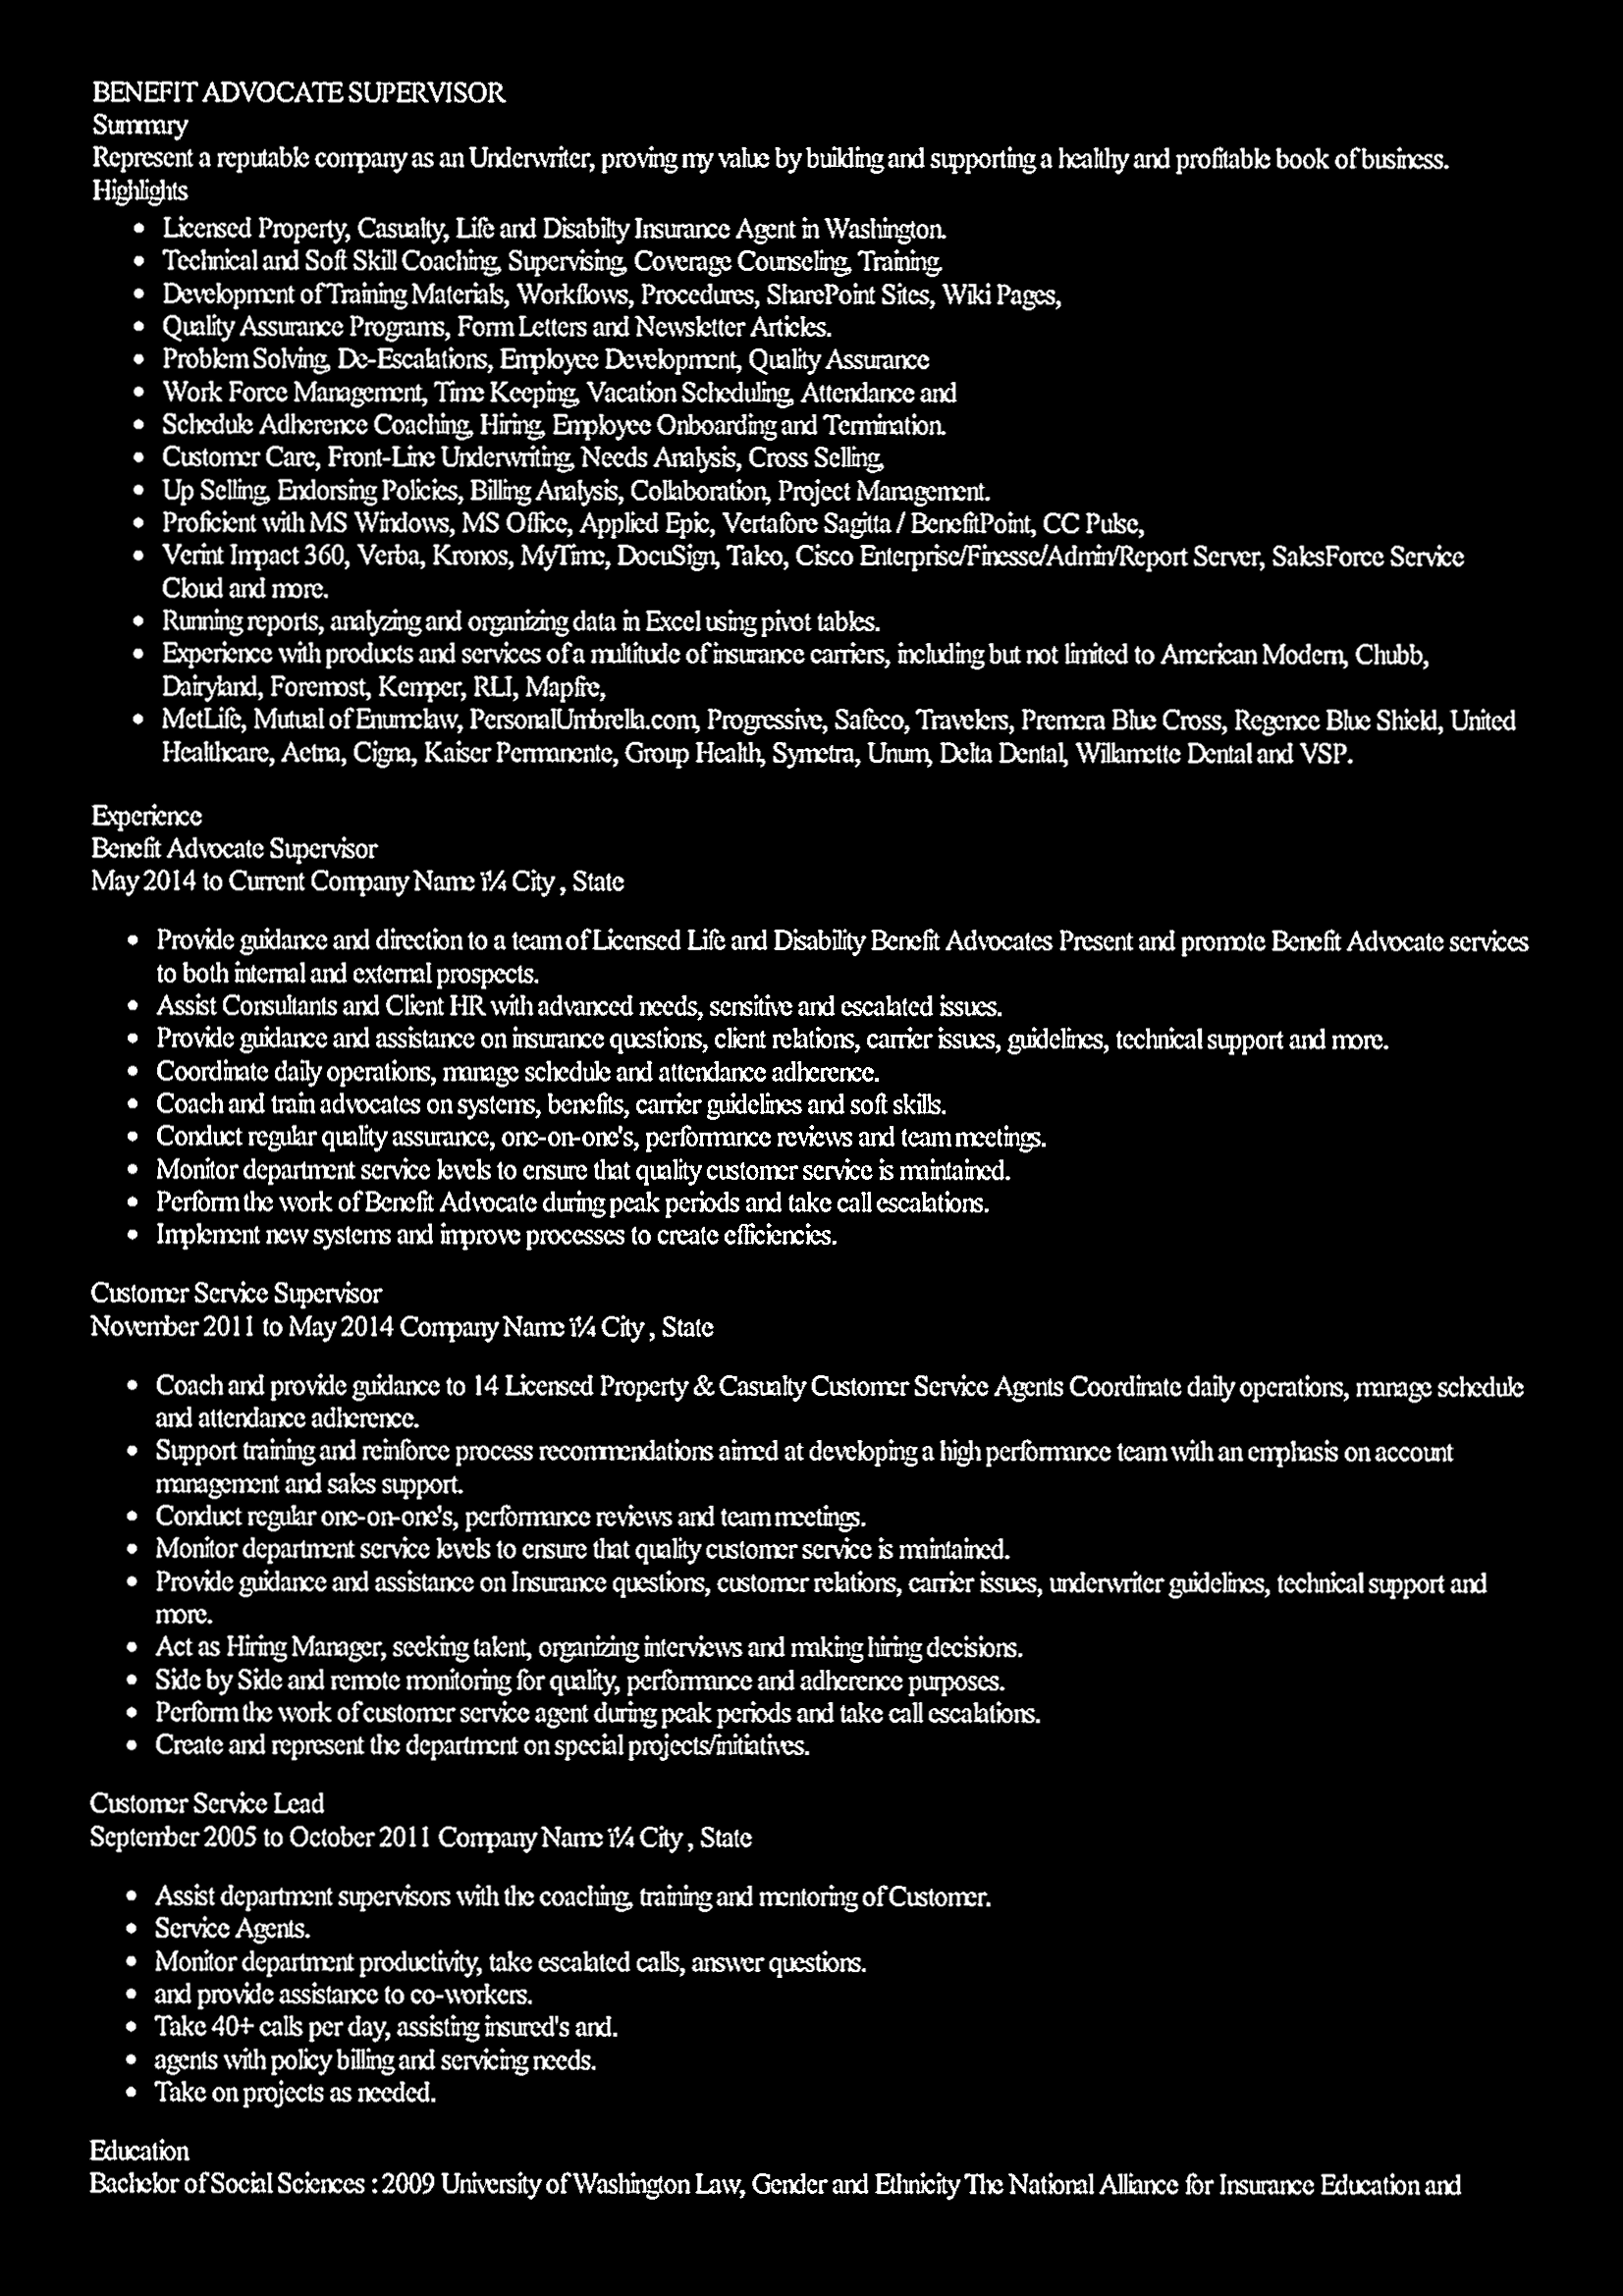 BENEFIT ADVOCATE SUPERVISOR
Summary
Represent a reputable company as an Underwriter, proving my value by building and supporting a healthy and profitable book of business.
Highlights
• Licensed Property, Casualty, Life and Disabilty Insurance Agent in Washington.
• Technical and Soft Skill Coaching, Supervising, Coverage Counseling, Training.
• Development of Training Materials, Workflows, Procedures, SharePoint Sites, Wiki Pages,
• Quality Assurance Programs, Form Letters and Newsletter Articles.
• Problem Solving, De-Escalations, Employee Development, Quality Assurance
• Work Force Management, Time Keeping, Vacation Scheduling, Attendance and
• Schedule Adherence Coaching, Hiring, Employee Onboarding and Termination.
• Customer Care, Front-Line Underwriting, Needs Analysis, Cross Selling,
• Up Selling, Endorsing Policies, Billing Analysis, Collaboration, Project Management.
• Proficient with MS Windows, MS Office, Applied Epic, Vertafore Sagitta / BenefitPoint, CC Pulse,
• Verint Impact 360, Verba, Kronos, MyTime, DocuSign, Taleo, Cisco Enterprise/Finesse/Admin/Report Server, SalesForce Service
Cloud and more.
• Running reports, analyzing and organizing data in Excel using pivot tables.
• Experience with products and services of a multitude of insurance carriers, including but not limited to American Modern, Chubb,
Dairyland, Foremost, Kemper, RLI, Mapfre,
• MetLife, Mutual of Enumclaw, PersonalUmbrella.com, Progressive, Safeco, Travelers, Premera Blue Cross, Regence Blue Shield, United
Healthcare, Aetna, Cigna, Kaiser Permanente, Group Health, Symetra, Unum, Delta Dental, Willamette Dental and VSP.
Experience
Benefit Advocate Supervisor
May 2014 to Current Company Name ï¼ City , State
• Provide guidance and direction to a team of Licensed Life and Disability Benefit Advocates Present and promote Benefit Advocate services
to both internal and external prospects.
• Assist Consultants and Client HR with advanced needs, sensitive and escalated issues.
• Provide guidance and assistance on insurance questions, client relations, carrier issues, guidelines, technical support and more.
• Coordinate daily operations, manage schedule and attendance adherence.
• Coach and train advocates on systems, benefits, carrier guidelines and soft skills.
• Conduct regular quality assurance, one-on-one's, performance reviews and team meetings.
• Monitor department service levels to ensure that quality customer service is maintained.
• Perform the work of Benefit Advocate during peak periods and take call escalations.
• Implement new systems and improve processes to create efficiencies.
Customer Service Supervisor
November 2011 to May 2014 Company Name ï¼ City , State
• Coach and provide guidance to 14 Licensed Property & Casualty Customer Service Agents Coordinate daily operations, manage schedule
and attendance adherence.
• Support training and reinforce process recommendations aimed at developing a high performance team with an emphasis on account
management and sales support.
• Conduct regular one-on-one's, performance reviews and team meetings.
• Monitor department service levels to ensure that quality customer service is maintained.
• Provide guidance and assistance on Insurance questions, customer relations, carrier issues, underwriter guidelines, technical support and
more.
• Act as Hiring Manager, seeking talent, organizing interviews and making hiring decisions.
• Side by Side and remote monitoring for quality, performance and adherence purposes.
• Perform the work of customer service agent during peak periods and take call escalations.
• Create and represent the department on special projects/initiatives.
Customer Service Lead
September 2005 to October 2011 Company Name ï¼ City , State
• Assist department supervisors with the coaching, training and mentoring of Customer.
• Service Agents.
• Monitor department productivity, take escalated calls, answer questions.
• and provide assistance to co-workers.
• Take 40+ calls per day, assisting insured's and.
• agents with policy billing and servicing needs.
• Take on projects as needed.
Education
Bachelor of Social Sciences : 2009 University of Washington Law, Gender and Ethnicity The National Alliance for Insurance Education and